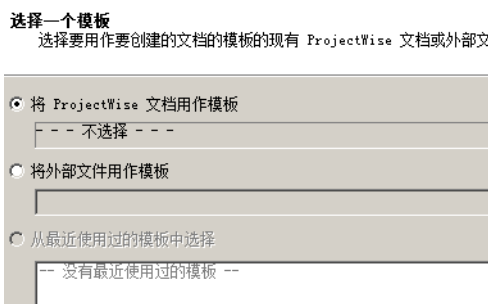 选择一个模板
选择要用作要创建的文档的模板的现有 ProjectWise 文档或外部文
将 ProjectWise 文档用作模板
- - - 不选择 - - -
将外部文件用作模板
从最近使用过的模板中选择
-- 没有最近使用过的模板 --